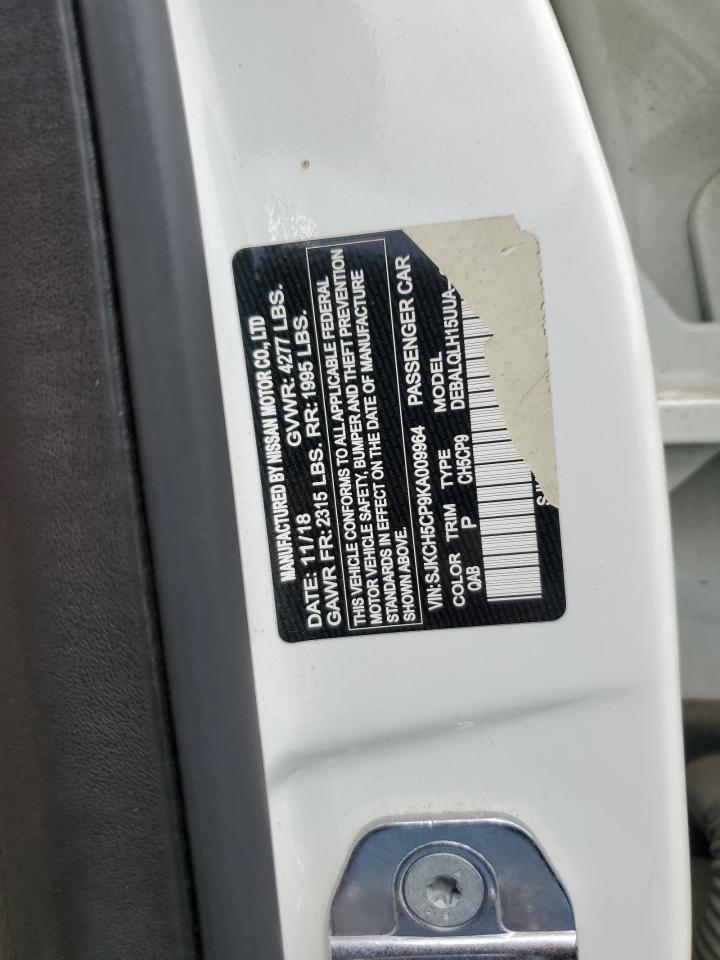 MANUFACTURED BY NISSAN MOTOR CO., LTD
DATE: 11/18 GVWR: 4277 LBS.
GAWR FR: 2315 LBS. RR: 1995 LBS.
THIS VEHICLE CONFORMS TO ALL APPLICABLE FEDERAL
MOTOR VEHICLE SAFETY, BUMPER AND THEFT PREVENTION
STANDARDS IN EFFECT ON THE DATE OF MANUFACTURE
SHOWN ABOVE.
VIN: SJKCH5CP9KA009964 PASSENGER CAR
COLOR TRIM TYPE MODEL
QAB P CH5CP9 DEBALQLH15UUA-